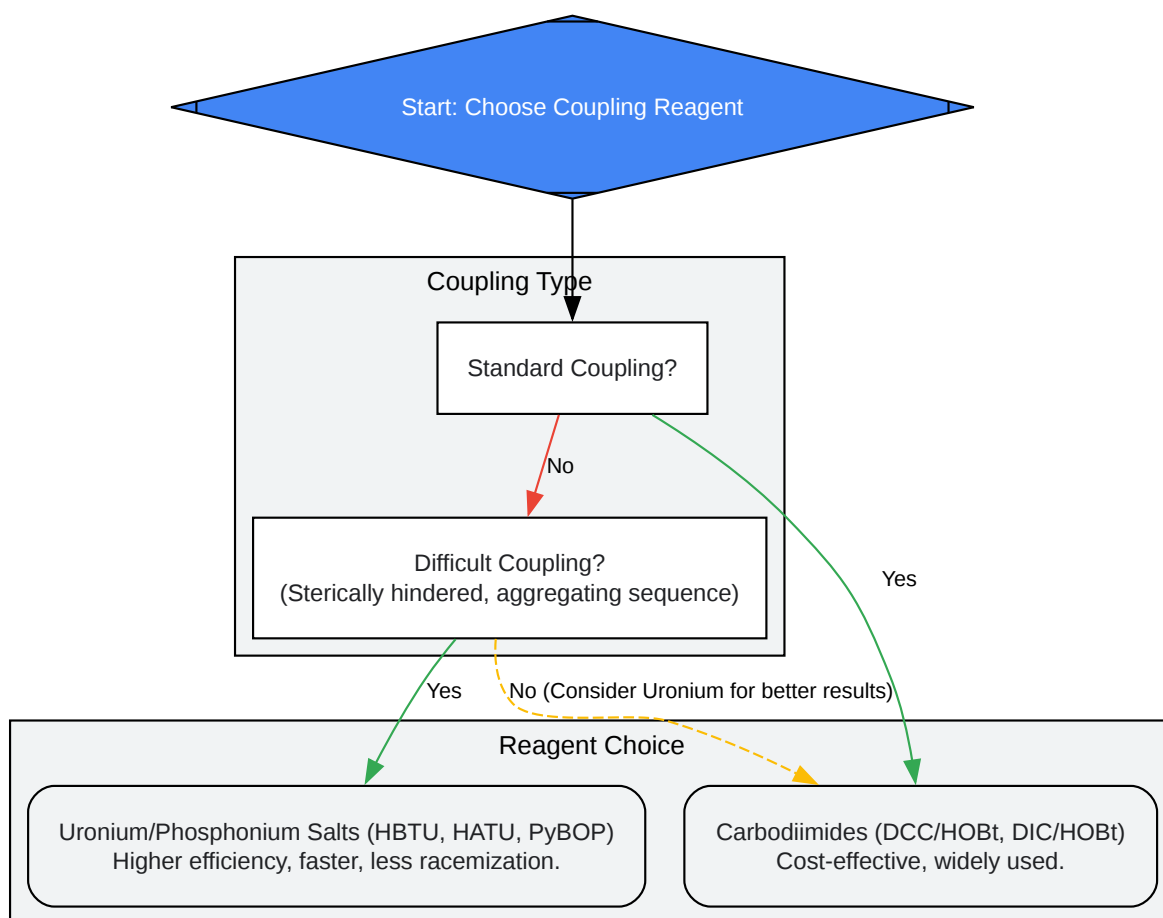 Start: Choose Coupling Reagent
Coupling Type
Standard Coupling?
No
Difficult Coupling?
(Sterically hindered, aggregating sequence)
Yes
Yes
No (Consider Uronium for better results)
Reagent Choice
Uronium/Phosphonium Salts (HBTU, HATU, PyBOP)
Higher efficiency, faster, less racemization.
Carbodiimides (DCC/HOBt, DIC/HOBt)
Cost-effective, widely used.